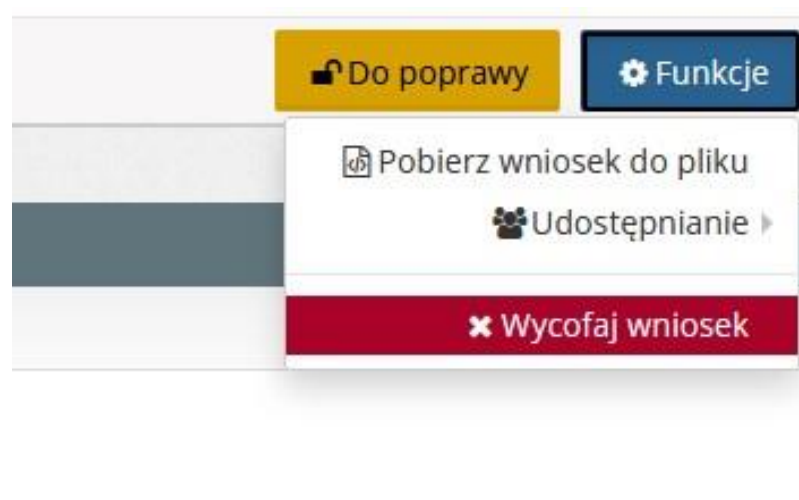 Do poprawy
Funkcje
Pobierz wniosek do pliku
Udostępnianie
Wycofaj wniosek